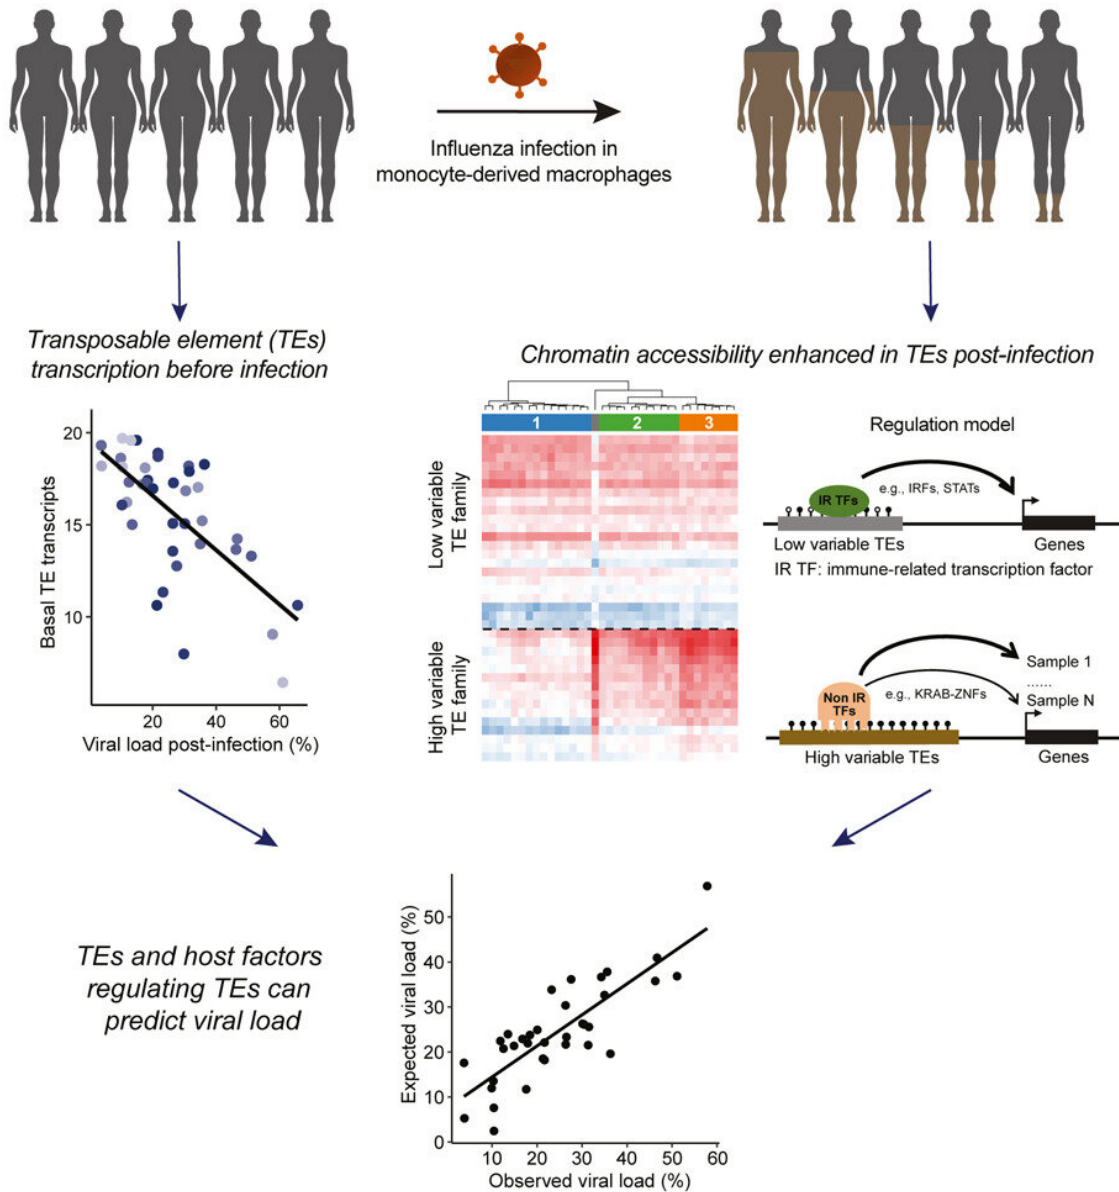 Influenza infection in
monocyte-derived macrophages
Transposable element (TEs)
transcription before infection
Basal TE transcripts
20
15
10
20
40
60
Viral load post-infection (%)
Chromatin accessibility enhanced in TEs post-infection
1
2
3
Low variable
TE family
High variable
TE family
Regulation model
e.g., IRFs, STATs
IR TFs
Low variable TEs
Genes
IR TF: immune-related transcription factor
Sample 1
......
Sample N
e.g., KRAB-ZNFs
Non IR
TFs
High variable TEs
Genes
TEs and host factors
regulating TEs can
predict viral load
Expected viral load (%)
50
40
30
20
10
0
10
20
30
40
50
60
Observed viral load (%)